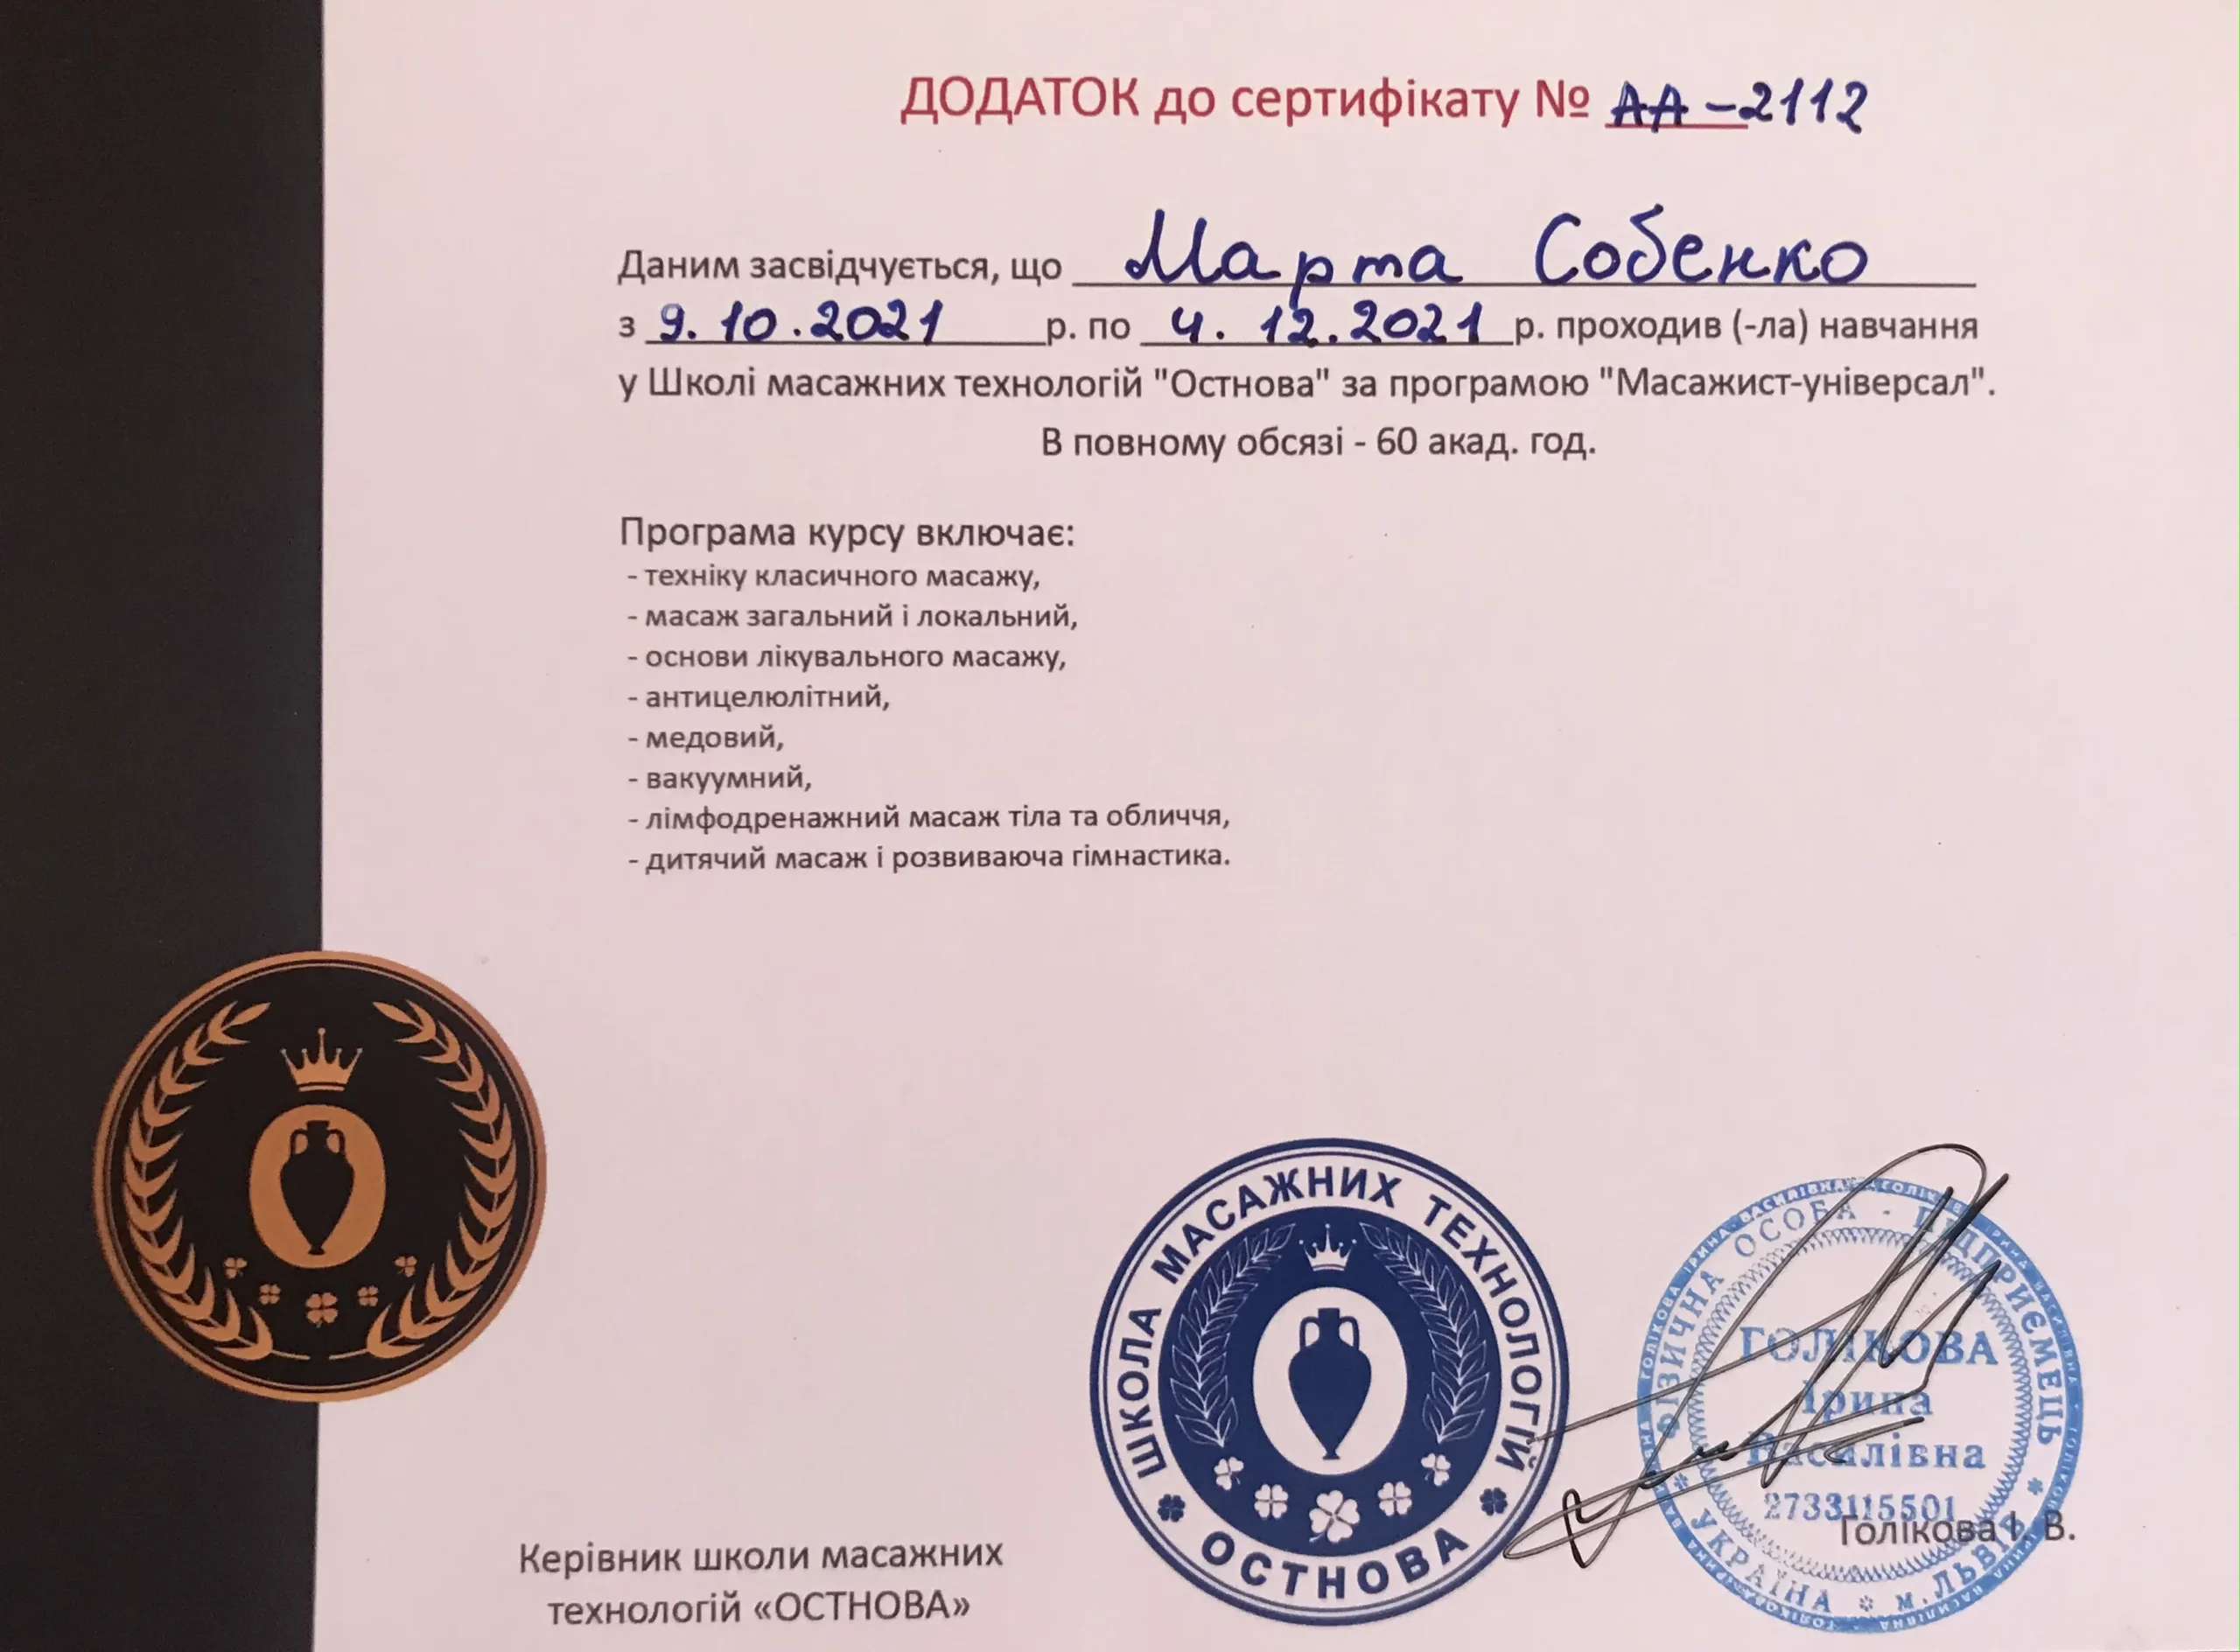 ДОДАТОК до сертифікату № АА-2112
Даним засвідчується, що Марта Собенко
з 9.10.2021 р. по 4.12.2021 р. проходив (-ла) навчання
у Школі масажних технологій "Остнова" за програмою "Масажист-універсал".
В повному обсязі - 60 акад. год.
Програма курсу включає:
- техніку класичного масажу,
- масаж загальний і локальний,
- основи лікувального масажу,
- антицелюлітний,
- медовий,
- вакуумний,
- лімфодренажний масаж тіла та обличчя,
- дитячий масаж і розвиваюча гімнастика.
Керівник школи масажних
технологій «ОСТНОВА»
ШКОЛА МАСАЖНИХ ТЕХНОЛОГІЙ
ОСТНОВА
ФІЗИЧНА ОСОБА - ПІДПРИЄМЕЦЬ
ГОЛІКОВА
Ірина
Василівна
2733115501
УКРАЇНА * м.ЛЬВІВ
Голікова І. В.